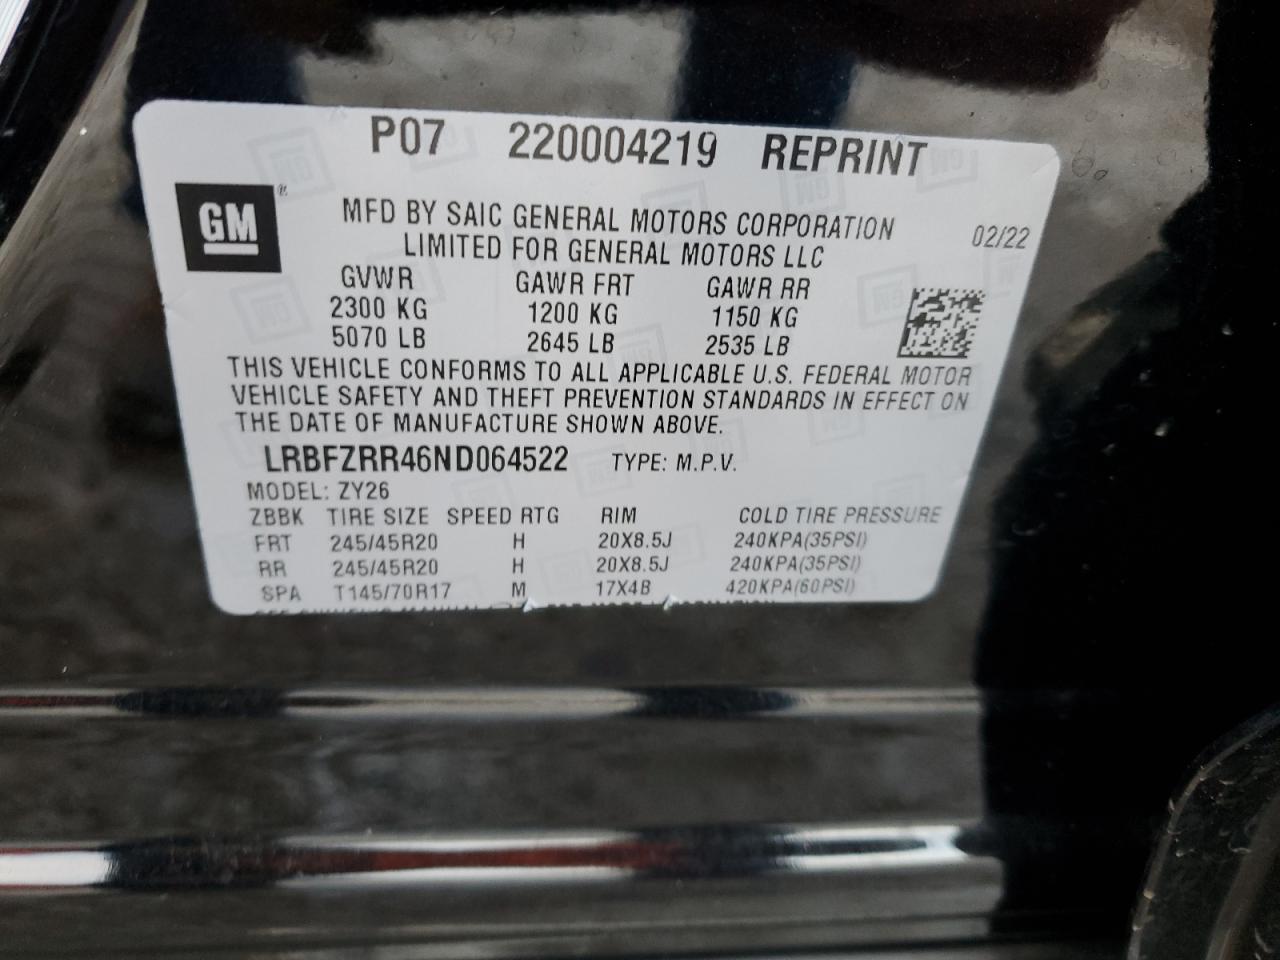 P07 220004219 REPRINT
GM ®
MFD BY SAIC GENERAL MOTORS CORPORATION
LIMITED FOR GENERAL MOTORS LLC
02/22
GVWR GAWR FRT GAWR RR
2300 KG 1200 KG 1150 KG
5070 LB 2645 LB 2535 LB
THIS VEHICLE CONFORMS TO ALL APPLICABLE U.S. FEDERAL MOTOR
VEHICLE SAFETY AND THEFT PREVENTION STANDARDS IN EFFECT ON
THE DATE OF MANUFACTURE SHOWN ABOVE.
LRBFZRR46ND064522 TYPE: M.P.V.
MODEL: ZY26
ZBBK TIRE SIZE SPEED RTG RIM COLD TIRE PRESSURE
FRT 245/45R20 H 20X8.5J 240KPA(35PSI)
RR 245/45R20 H 20X8.5J 240KPA(35PSI)
SPA T145/70R17 M 17X4B 420KPA(60PSI)